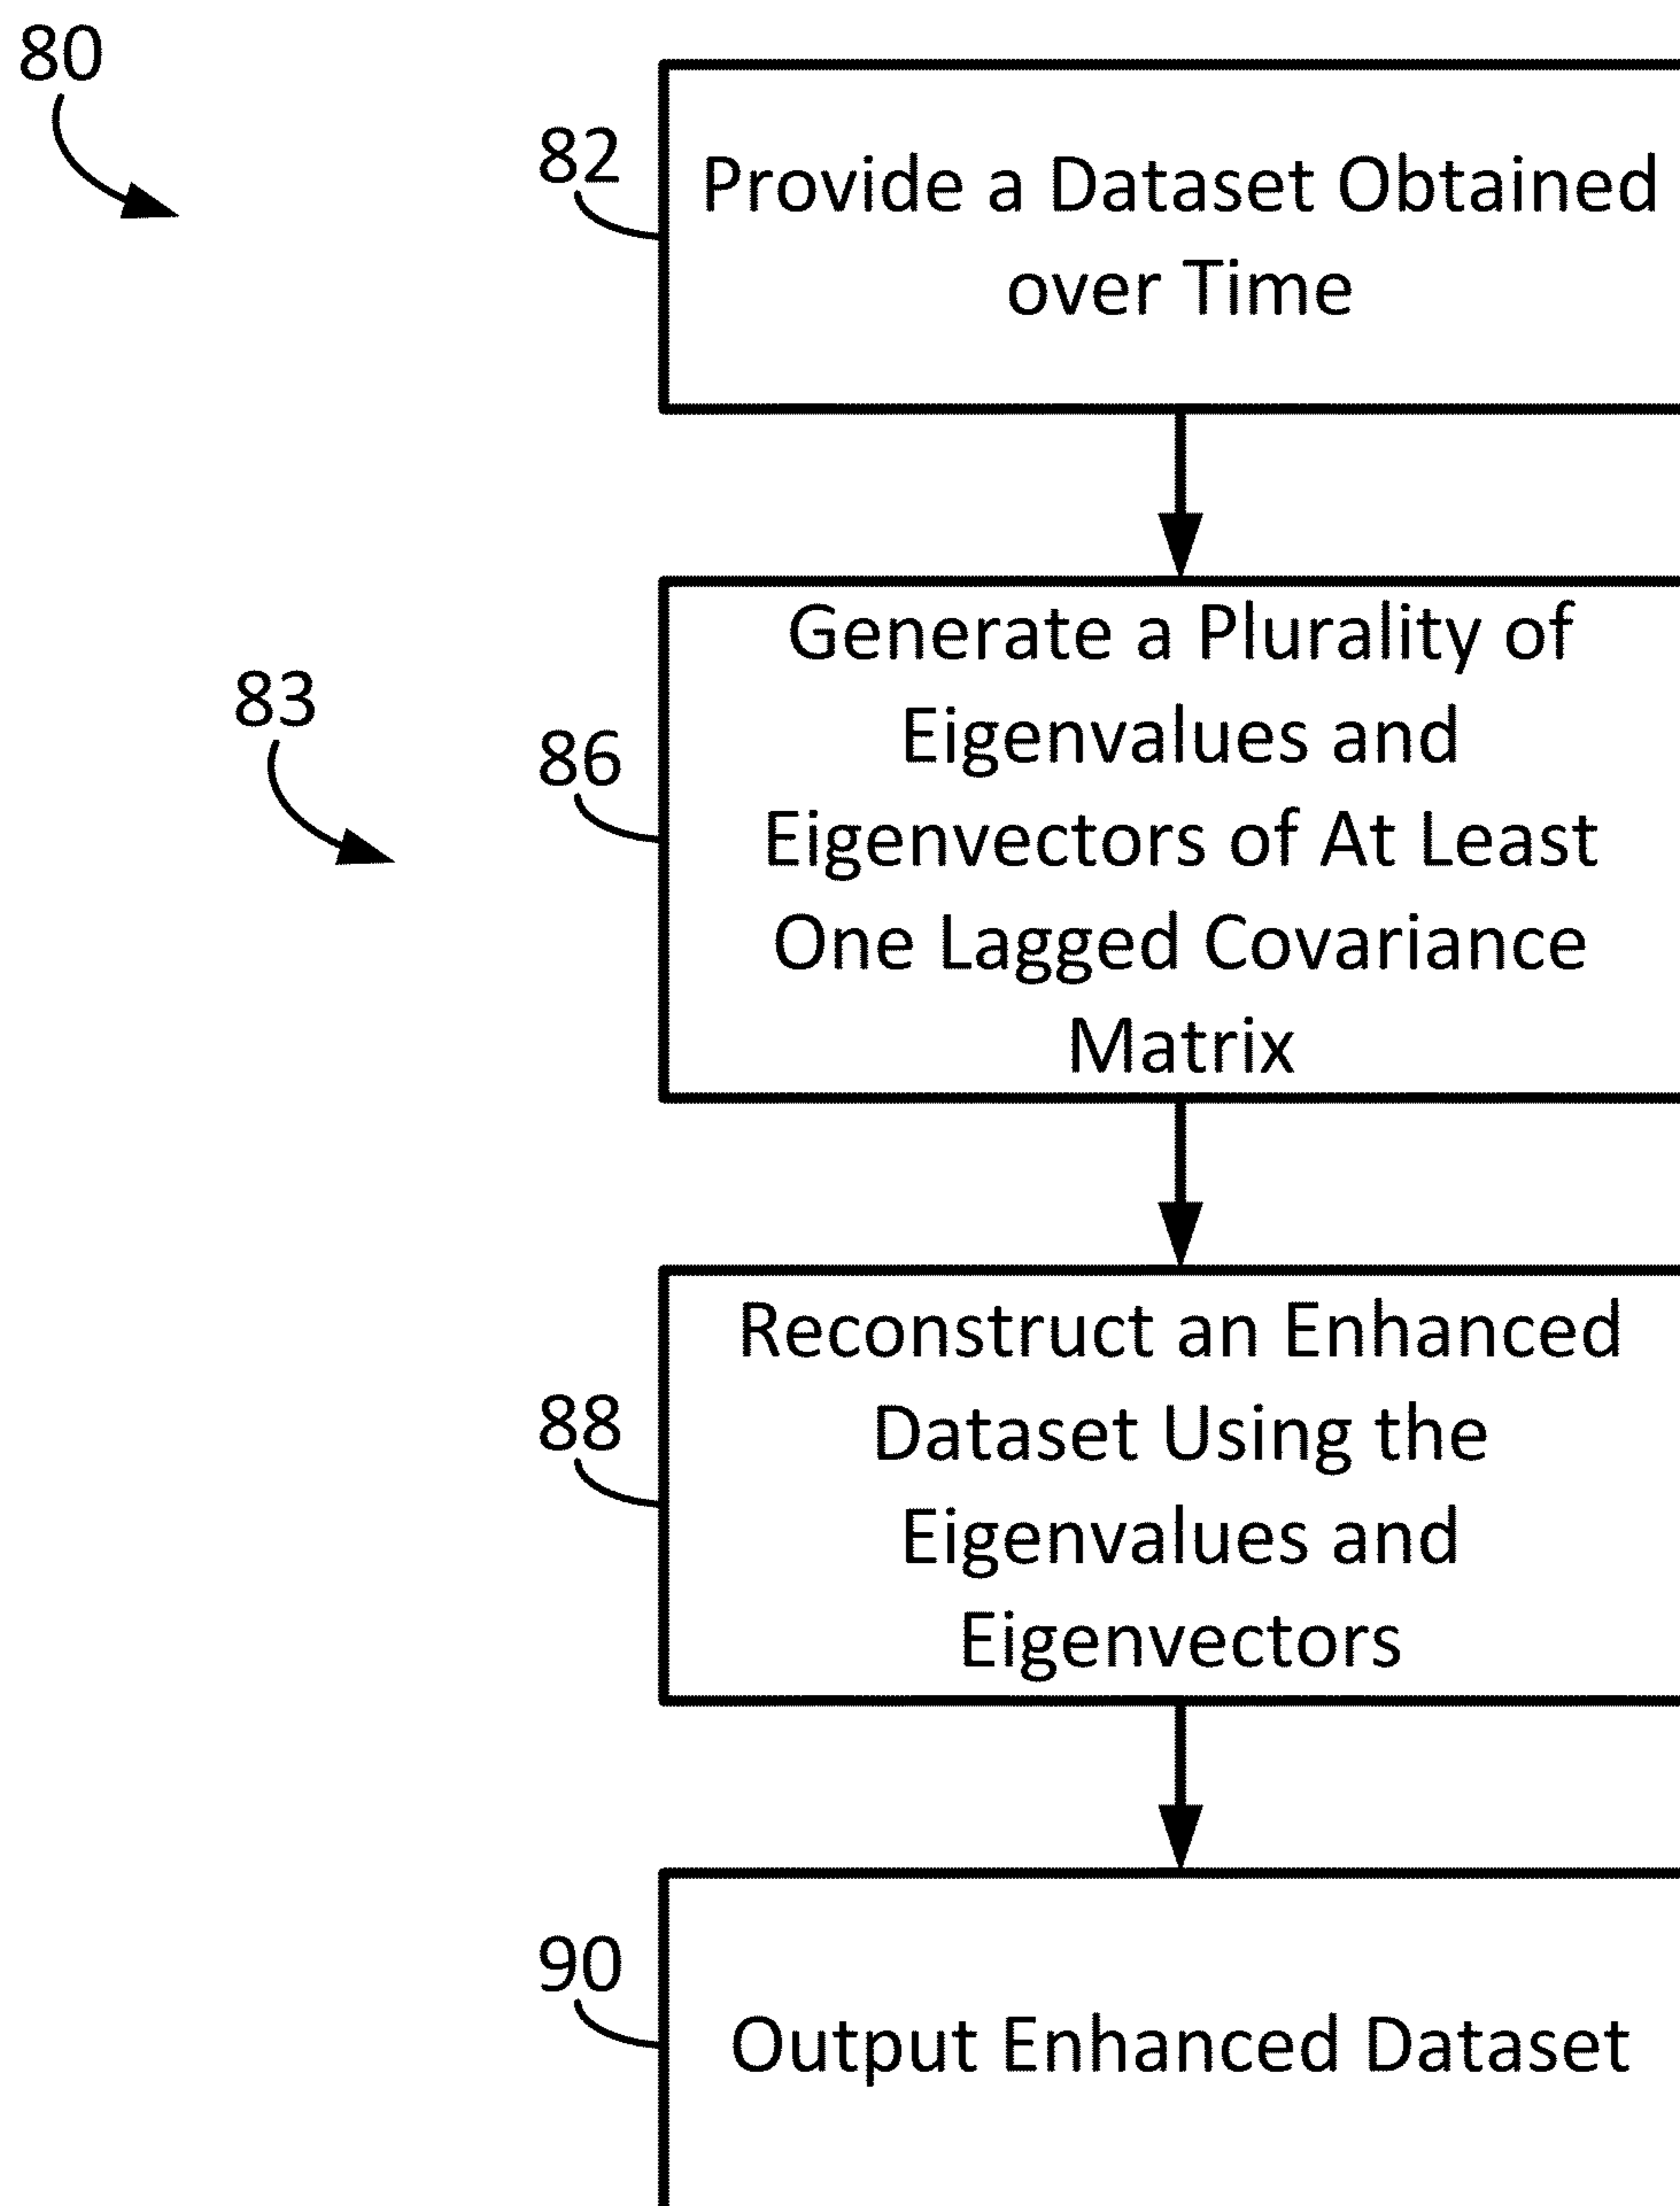 80
82
Provide a Dataset Obtained
over Time
83
86
Generate a Plurality of
Eigenvalues and
Eigenvectors of At Least
One Lagged Covariance
Matrix
88
Reconstruct an Enhanced
Dataset Using the
Eigenvalues and
Eigenvectors
90
Output Enhanced Dataset